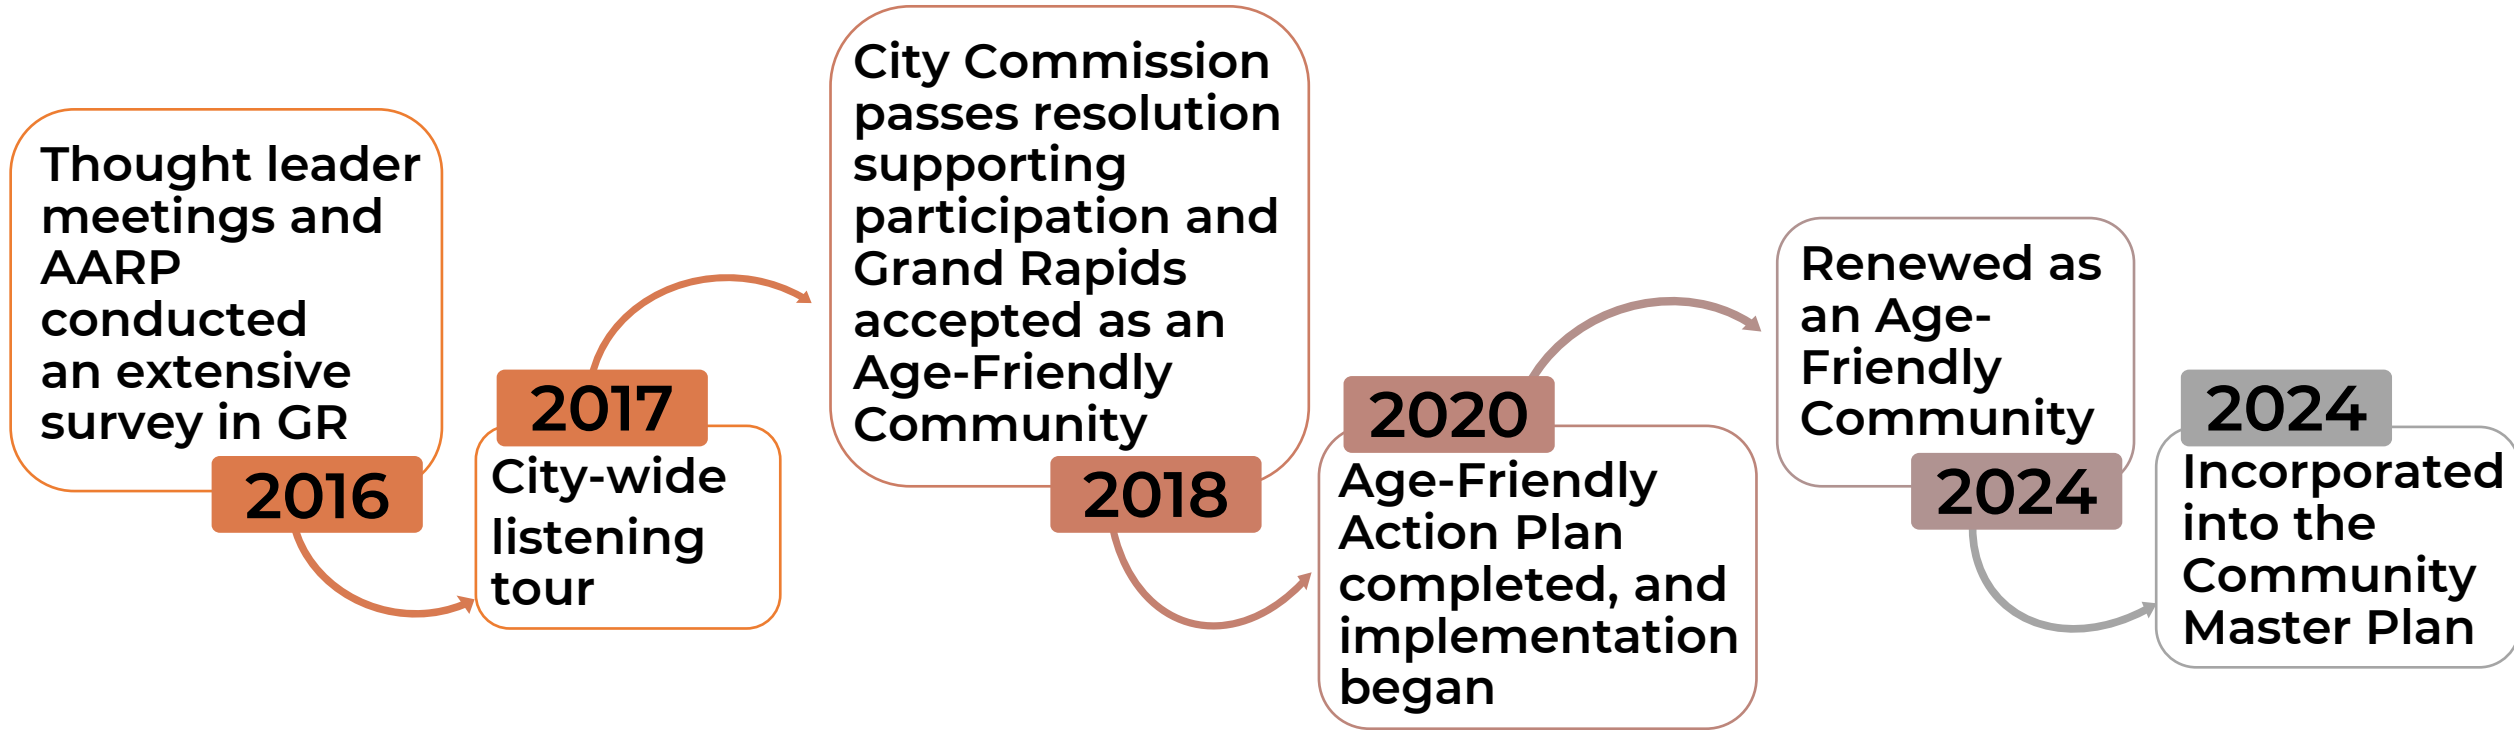 Thought leader
meetings and
AARP
conducted
an extensive
survey in GR
2016
2017
City-wide
listening
tour
City Commission
passes resolution
supporting
participation and
Grand Rapids
accepted as an
Age-Friendly
Community
2018
2020
Age-Friendly
Action Plan
completed, and
implementation
began
Renewed as
an Age-
Friendly
Community
2024
2024
Incorporated
into the
Community
Master Plan